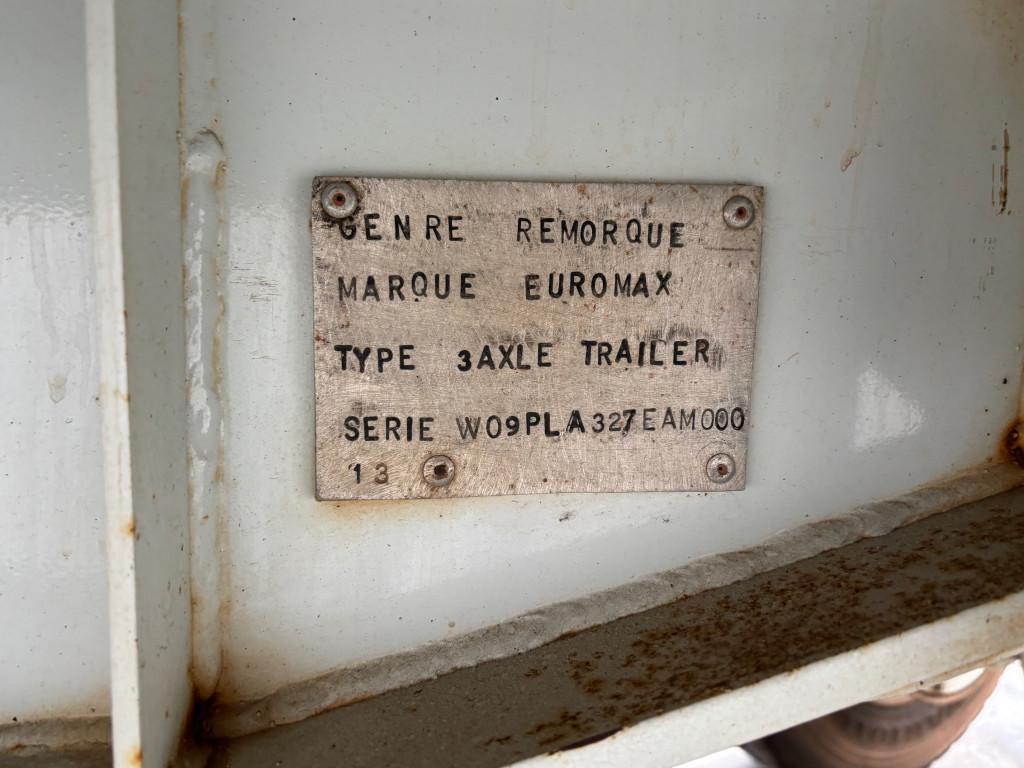 GENRE REMORQUE
MARQUE EUROMAX
TYPE 3AXLE TRAILER
SERIE W09PLA327EAM000
13